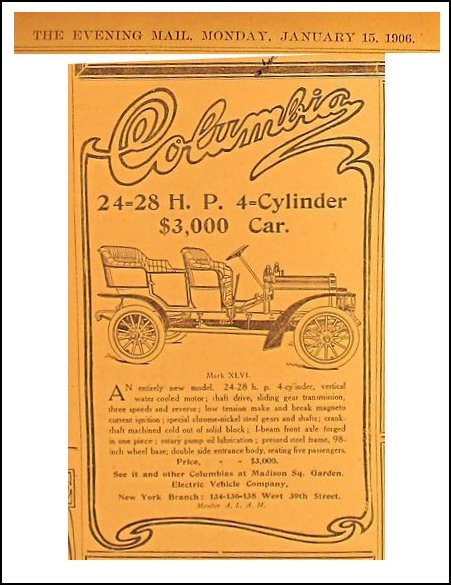 THE EVENING MAIL, MONDAY, JANUARY 15, 1906.
Columbia
24=28 H. P. 4=Cylinder
$3,000 Car.
Mark XLVI.
AN entirely new model. 24-28 h. p. 4-cylinder, vertical
water-cooled motor; shaft drive, sliding gear transmission,
three speeds and reverse; low tension make and break magneto
current ignition; special chrome-nickel steel gears and shafts; crank-
shaft machined cold out of solid block; I-beam front axle forged
in one piece; rotary pump oil lubrication; pressed steel frame, 98-
inch wheel base; double side entrance body, seating five passengers.
Price, - - $3,000.
See it and other Columbias at Madison Sq. Garden.
Electric Vehicle Company,
New York Branch: 134-136-138 West 39th Street.
Member A. L. A. M.